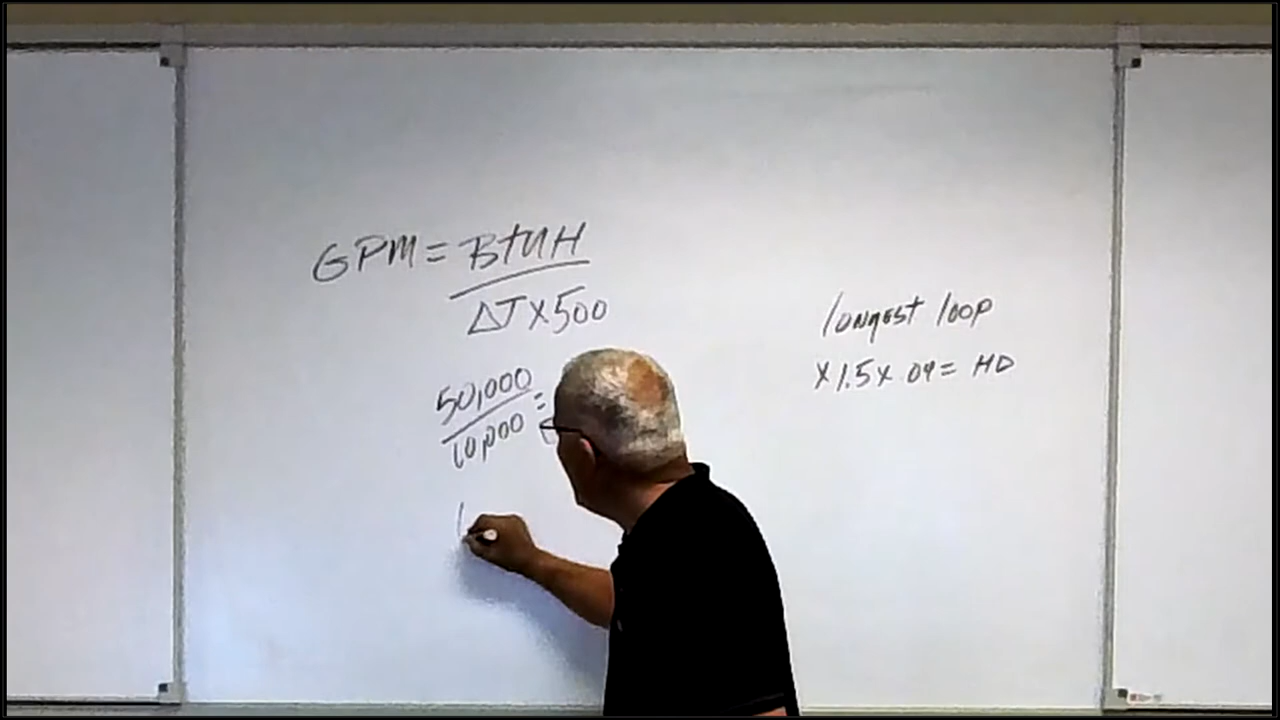 GPM = BTUH
ΔT X 500
50,000
10,000 =
longest loop
X 1.5 X 04 = HD